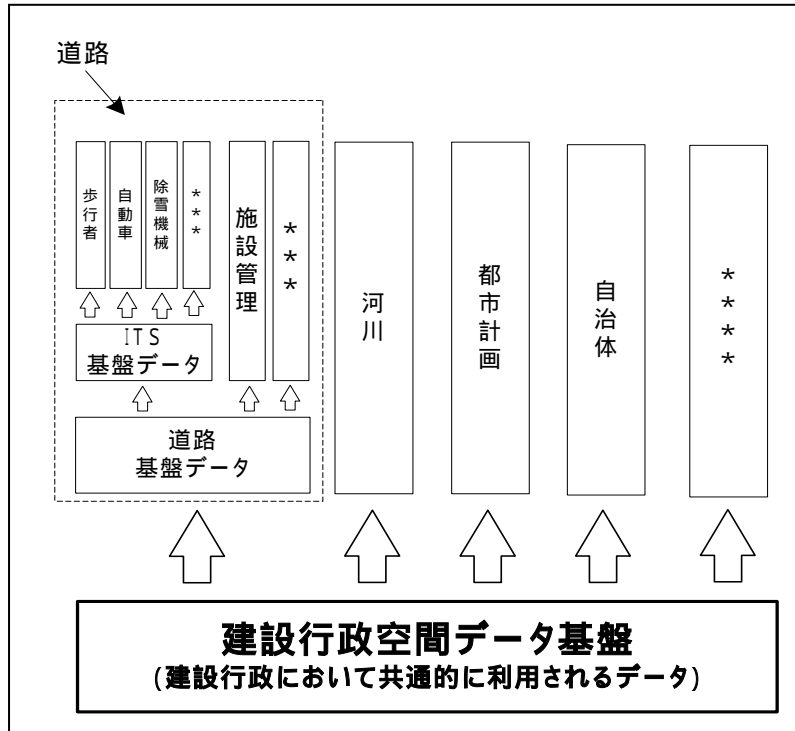 道路
歩行者
自動車
除雪機械
***
施設管理
***
ITS
基盤データ
道路
基盤データ
河川
都市計画
自治体
****
建設行政空間データ基盤
(建設行政において共通的に利用されるデータ)